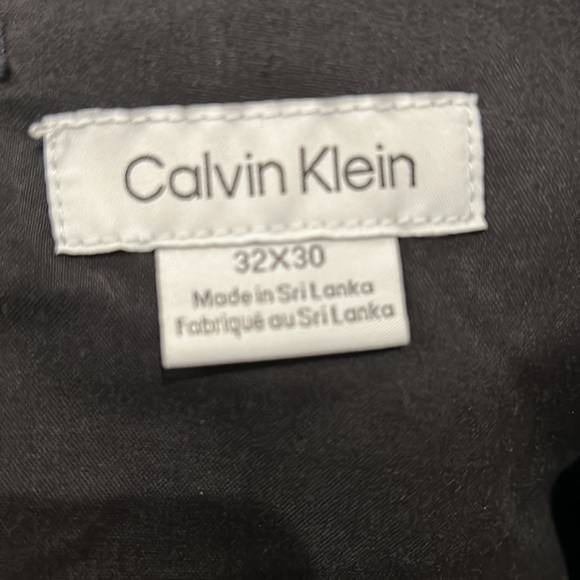 Calvin Klein
32X30
Made in Sri Lanka
Fabriqué au Sri Lanka